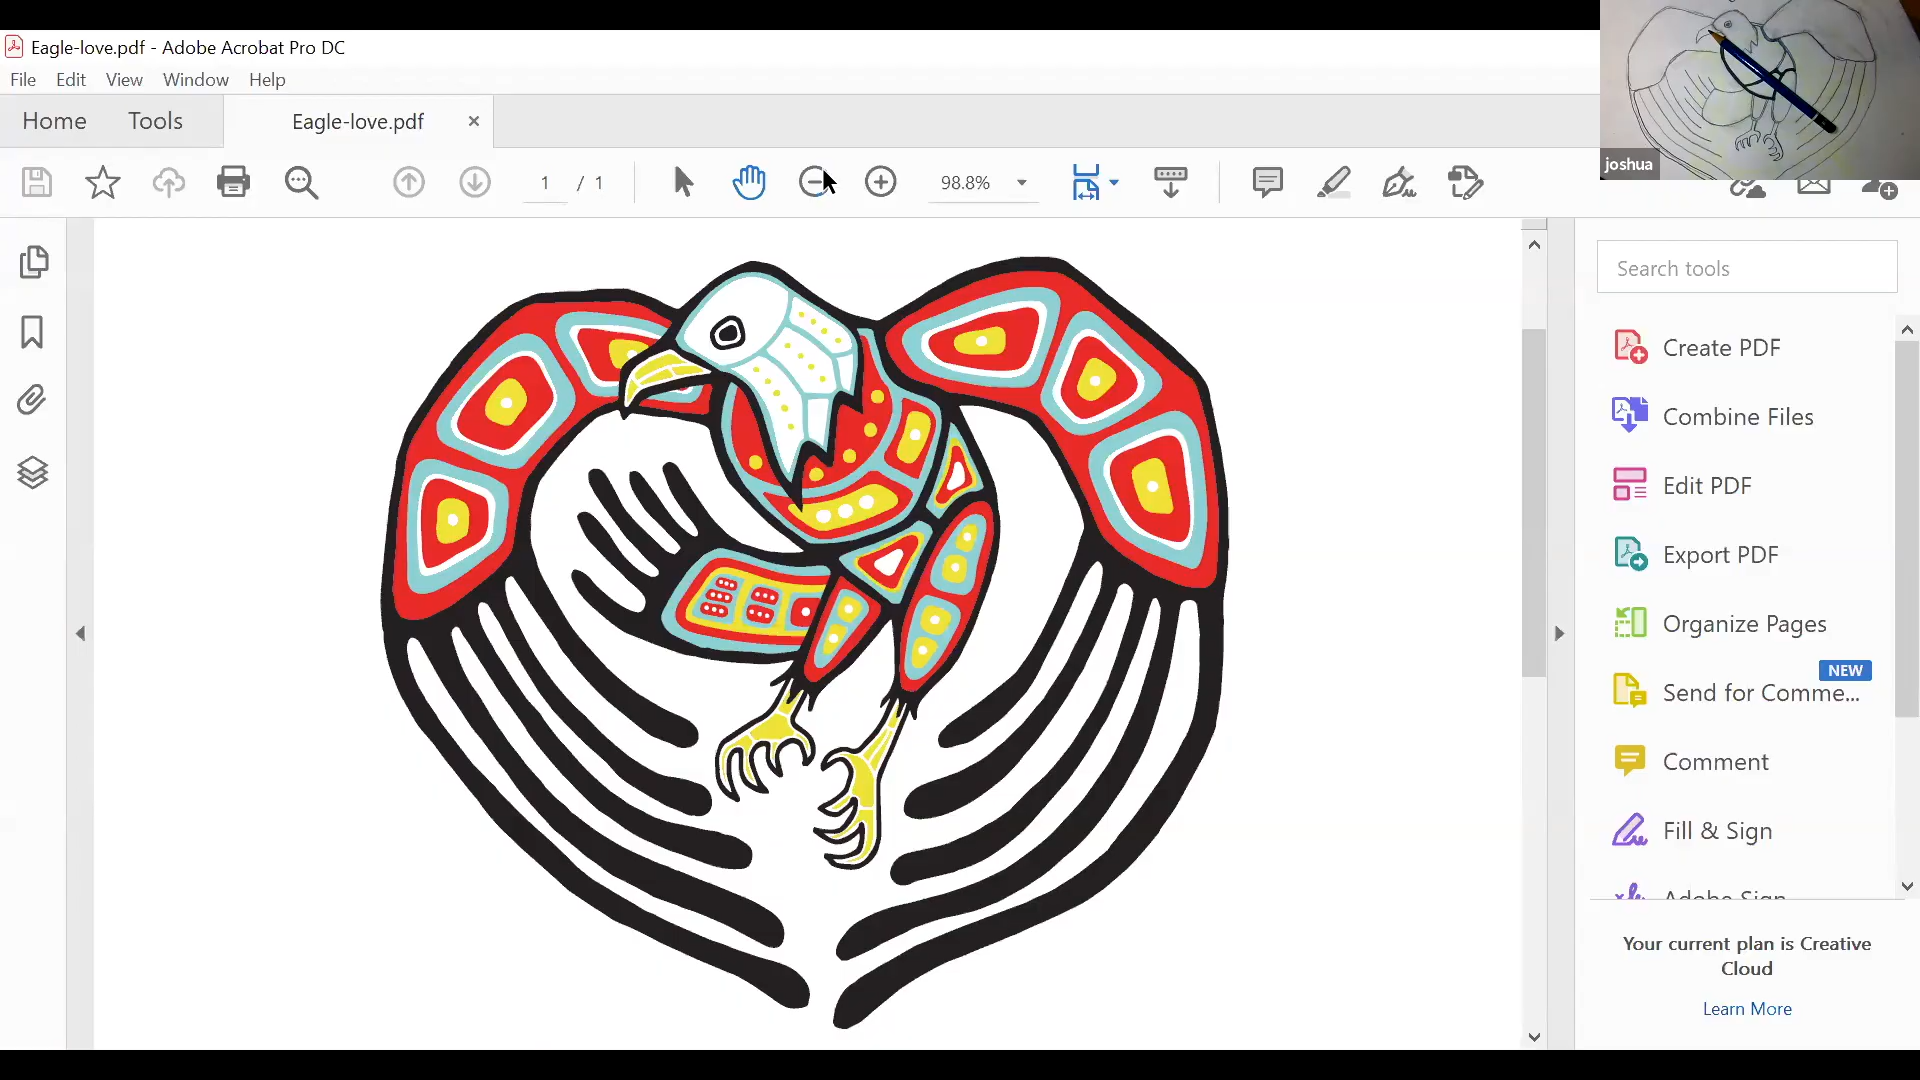 Eagle-love.pdf - Adobe Acrobat Pro DC
File Edit View Window Help
Home Tools Eagle-love.pdf ×
joshua
1 / 1 98.8%
Search tools
Create PDF
Combine Files
Edit PDF
Export PDF
Organize Pages
NEW
Send for Comme...
Comment
Fill & Sign
Adobe Sign
Your current plan is Creative
Cloud
Learn More